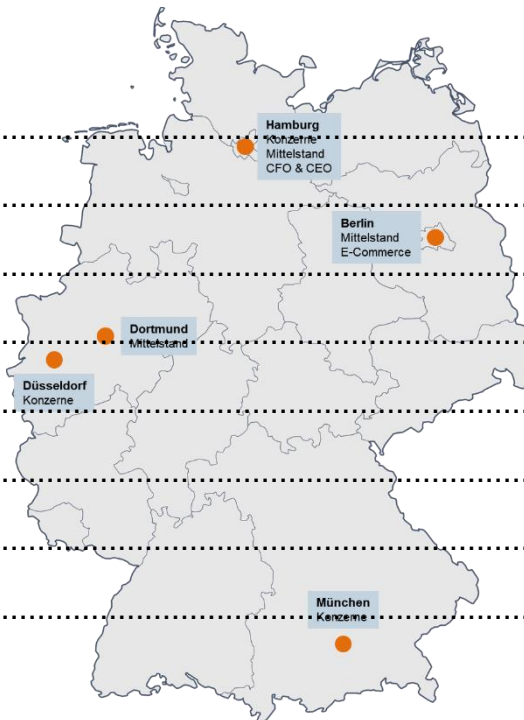 Hamburg
Konzerne
Mittelstand
CFO & CEO
Berlin
Mittelstand
E-Commerce
Dortmund
Mittelstand
Düsseldorf
Konzerne
München
Konzerne